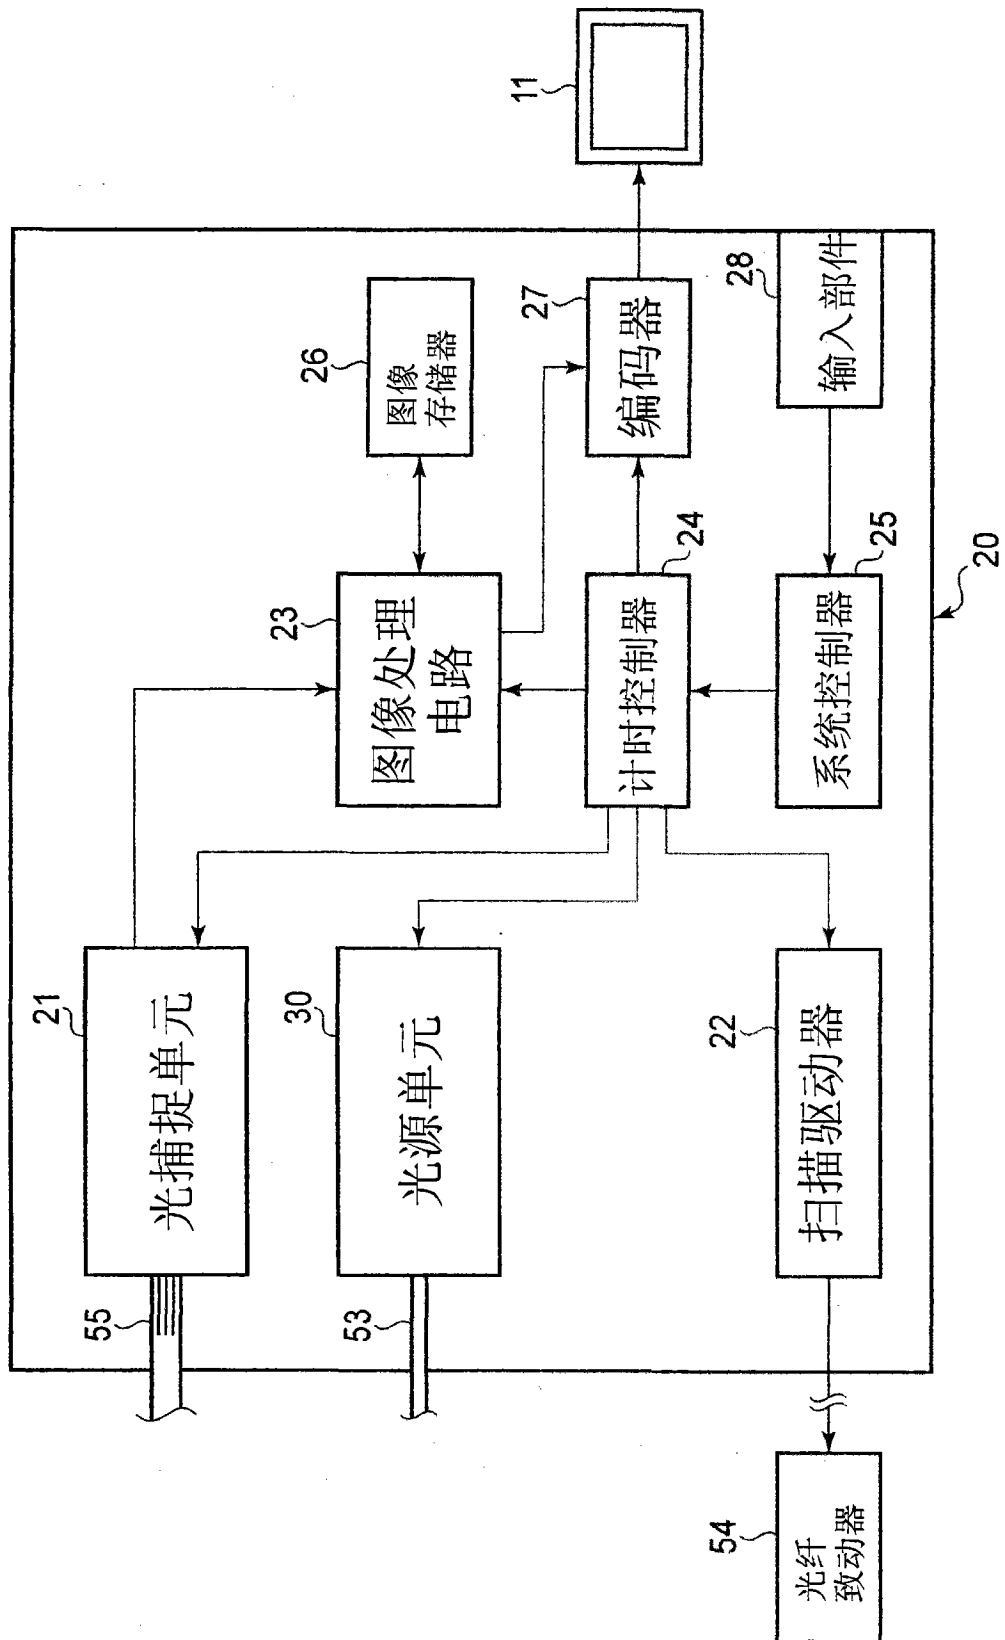 55
21
光捕捉单元
53
30
光源单元
23
图像处理
电路
26
图像
存储器
24
计时控制器
27
编码器
11
54
光纤
致动器
22
扫描驱动器
25
系统控制器
28
输入部件
20